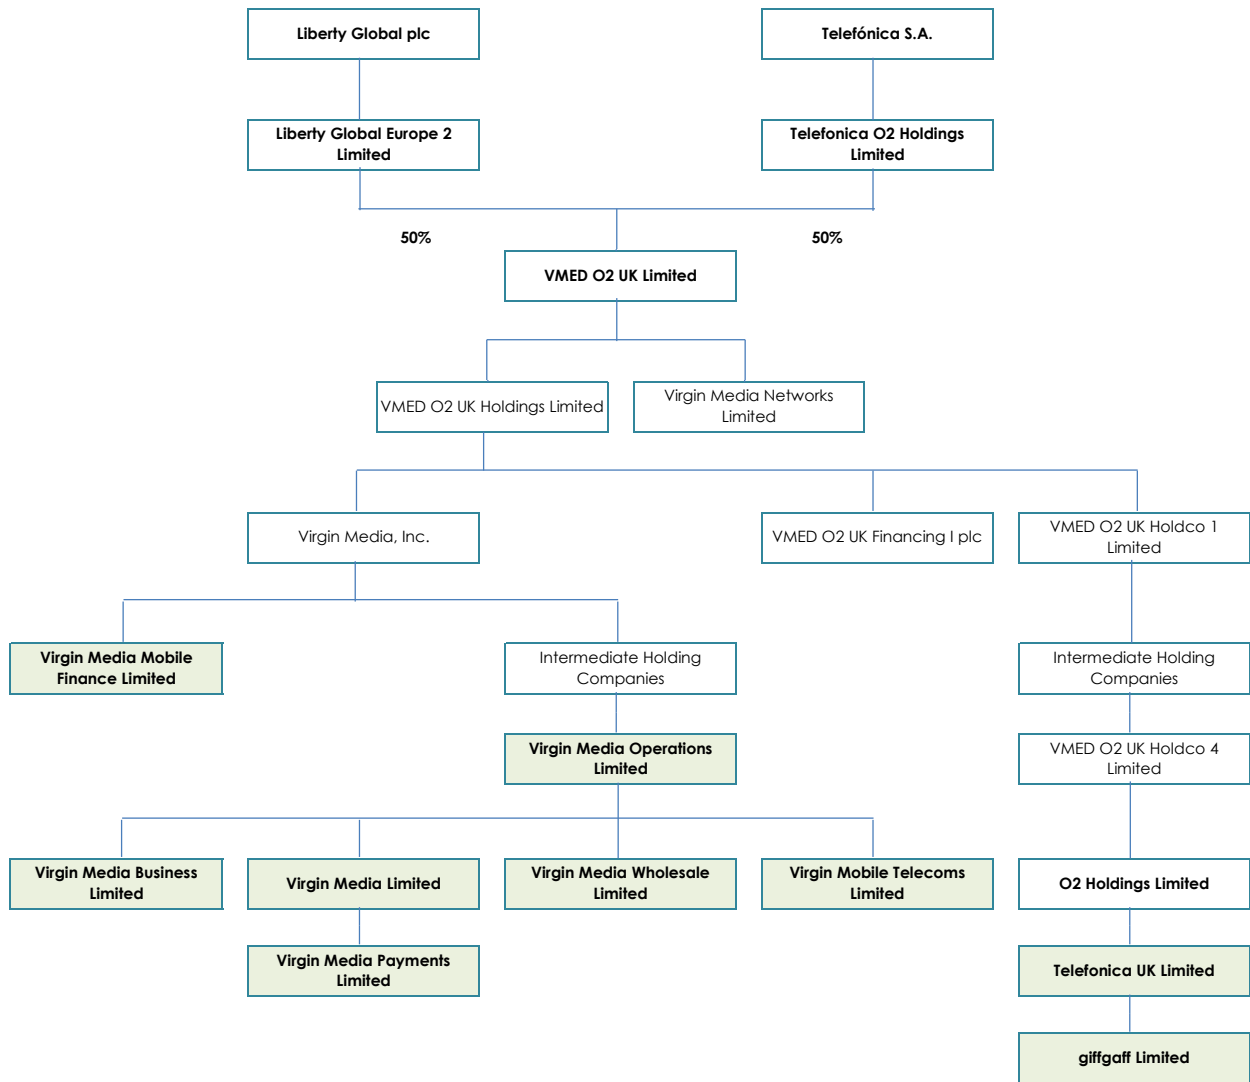 Liberty Global plc
Telefónica S.A.
Liberty Global Europe 2
Limited
Telefonica O2 Holdings
Limited
50%
50%
VMED O2 UK Limited
VMED O2 UK Holdings Limited
Virgin Media Networks
Limited
Virgin Media, Inc.
VMED O2 UK Financing I plc
VMED O2 UK Holdco 1
Limited
Virgin Media Mobile
Finance Limited
Intermediate Holding
Companies
Intermediate Holding
Companies
Virgin Media Operations
Limited
VMED O2 UK Holdco 4
Limited
Virgin Media Business
Limited
Virgin Media Limited
Virgin Media Wholesale
Limited
Virgin Mobile Telecoms
Limited
O2 Holdings Limited
Virgin Media Payments
Limited
Telefonica UK Limited
giffgaff Limited